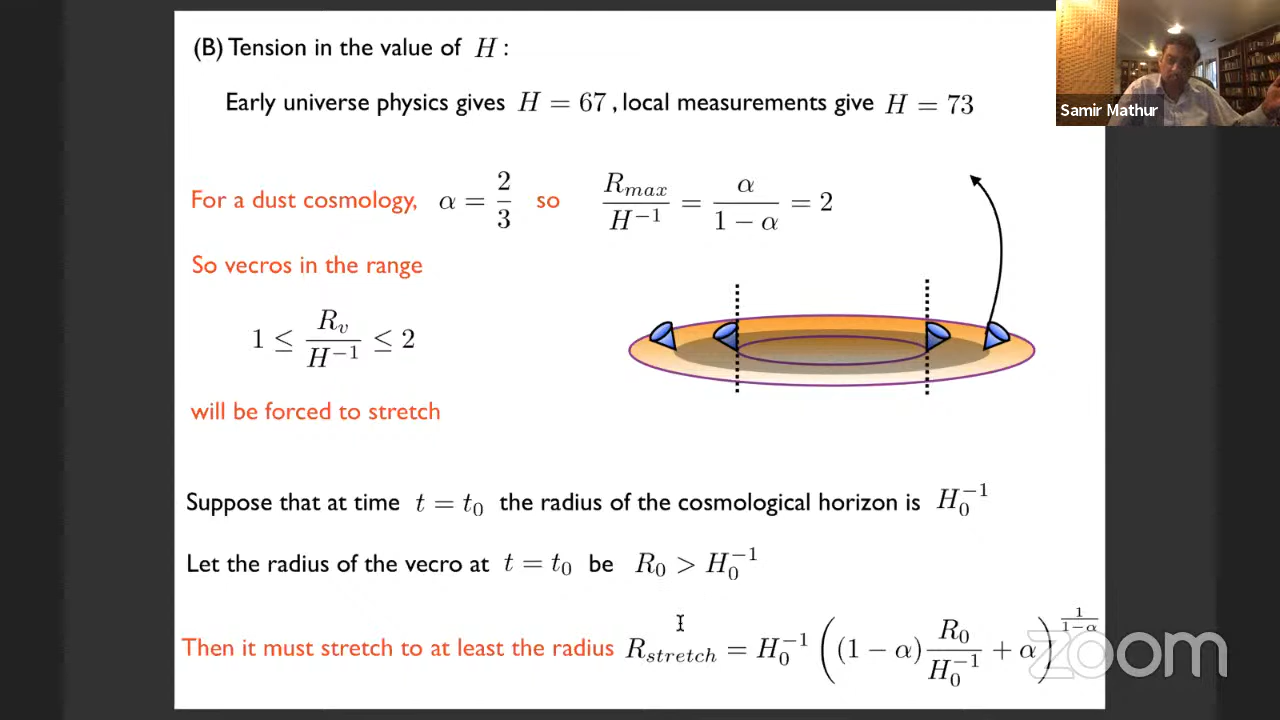 (B) Tension in the value of H :
Early universe physics gives H = 67 , local measurements give H = 73
Samir Mathur
For a dust cosmology, α = 2/3 so R_{max}/H^{-1} = α/(1 − α) = 2
So vecros in the range
1 ≤ R_v/H^{-1} ≤ 2
will be forced to stretch
Suppose that at time t = t_0 the radius of the cosmological horizon is H_0^{-1}
Let the radius of the vecro at t = t_0 be R_0 > H_0^{-1}
Then it must stretch to at least the radius R_{stretch} = H_0^{-1} ((1 − α) R_0/H_0^{-1} + α)^{1/(1−α)}
zoom